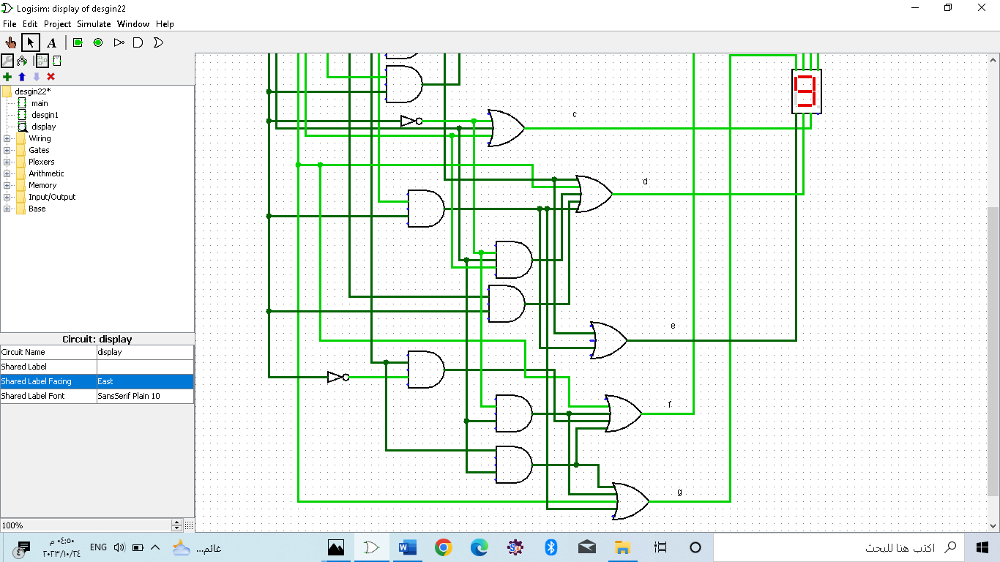 Logisim: display of desgin22
File Edit Project Simulate Window Help
A
desgin22*
main
desgin1
display
Wiring
Gates
Plexers
Arithmetic
Memory
Input/Output
Base
Circuit: display
Circuit Name display
Shared Label
Shared Label Facing East
Shared Label Font SansSerif Plain 10
100%
c
d
e
f
g
٠٤:٥٠ م
٢٠٢٣/١٠/٢٤
٤
ENG
غائم...
W
اكتب هنا للبحث